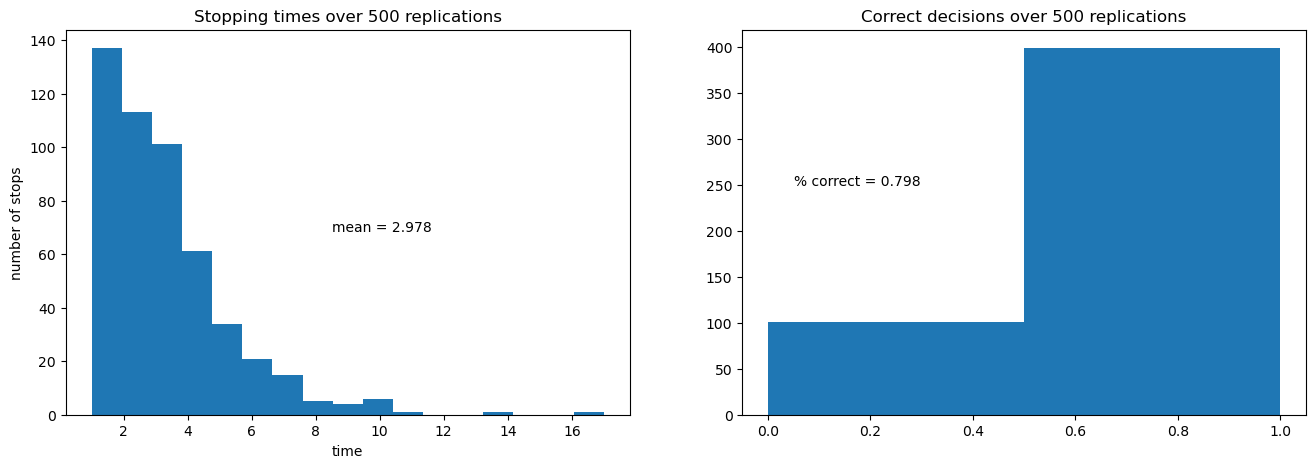 Stopping times over 500 replications
140
120
100
80
60
40
20
0
number of stops
mean = 2.978
2 4 6 8 10 12 14 16
time
Correct decisions over 500 replications
400
350
300
250
200
150
100
50
0
% correct = 0.798
0.0 0.2 0.4 0.6 0.8 1.0